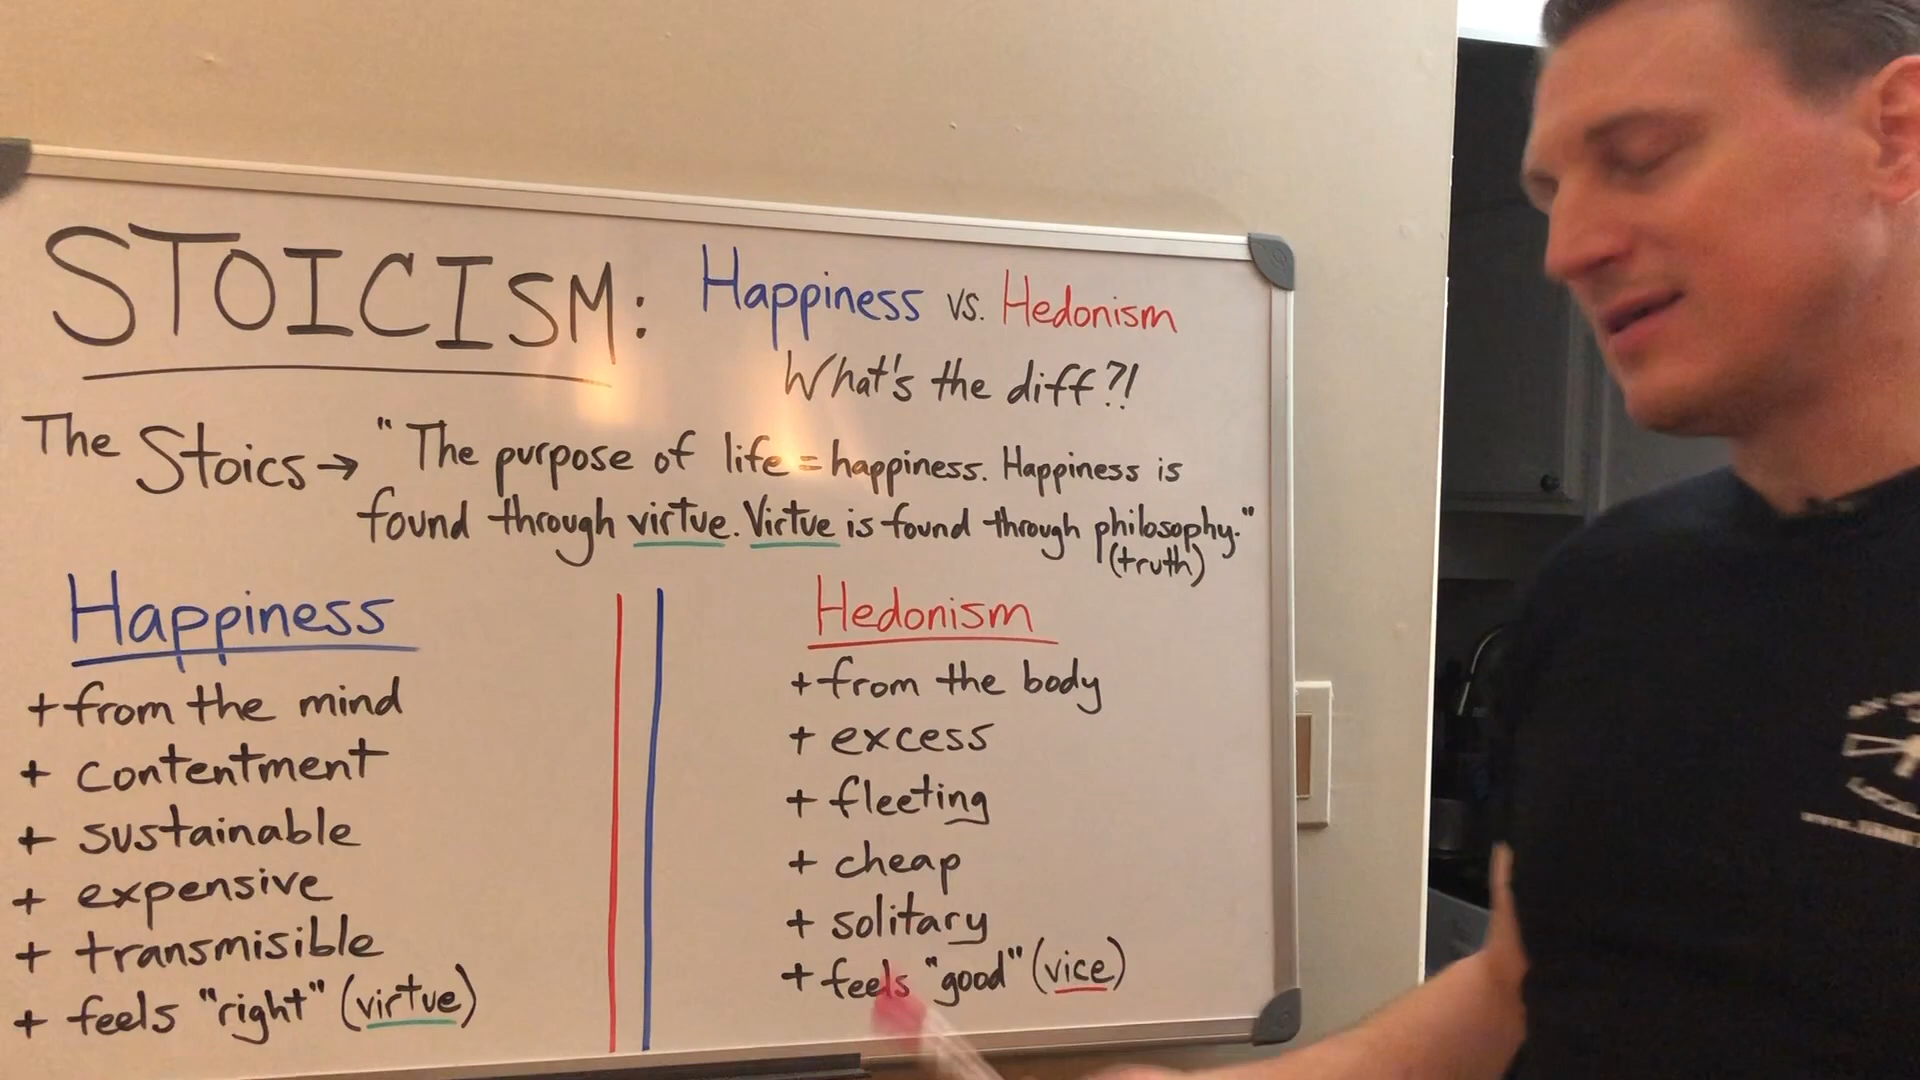 STOICISM: Happiness vs. Hedonism
What's the diff?!
The Stoics → "The purpose of life = happiness. Happiness is
found through virtue. Virtue is found through philosophy."
(truth)
Happiness
+ from the mind
+ contentment
+ sustainable
+ expensive
+ transmisible
+ feels "right" (virtue)
Hedonism
+ from the body
+ excess
+ fleeting
+ cheap
+ solitary
+ feels "good" (vice)